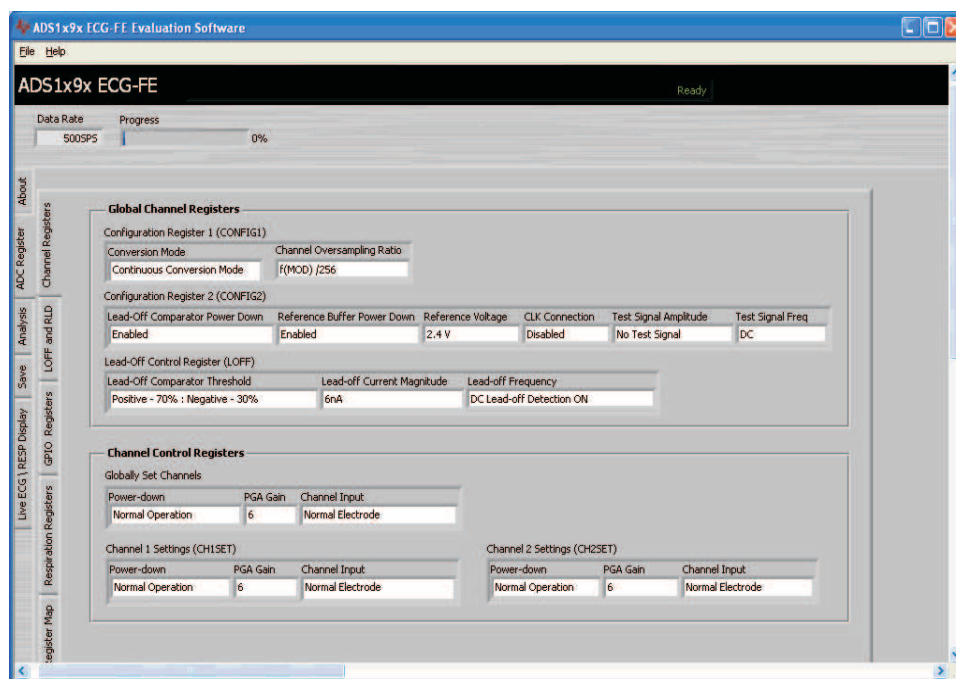 ADS1x9x ECG-FE Evaluation Software
File Help
ADS1x9x ECG-FE
Ready
Data Rate Progress
500SPS 0%
About
ADC Register
Analysis
Save
Live ECG \ RESP Display
Channel Registers
LOFF and RLD
GPIO Registers
Respiration Registers
Register Map
Global Channel Registers
Configuration Register 1 (CONFIG1)
Conversion Mode Channel Oversampling Ratio
Continuous Conversion Mode f(MOD) /256
Configuration Register 2 (CONFIG2)
Lead-Off Comparator Power Down Reference Buffer Power Down Reference Voltage CLK Connection Test Signal Amplitude Test Signal Freq
Enabled Enabled 2.4 V Disabled No Test Signal DC
Lead-Off Control Register (LOFF)
Lead-Off Comparator Threshold Lead-off Current Magnitude Lead-off Frequency
Positive - 70% : Negative - 30% 6nA DC Lead-off Detection ON
Channel Control Registers
Globally Set Channels
Power-down PGA Gain Channel Input
Normal Operation 6 Normal Electrode
Channel 1 Settings (CH1SET) Channel 2 Settings (CH2SET)
Power-down PGA Gain Channel Input Power-down PGA Gain Channel Input
Normal Operation 6 Normal Electrode Normal Operation 6 Normal Electrode